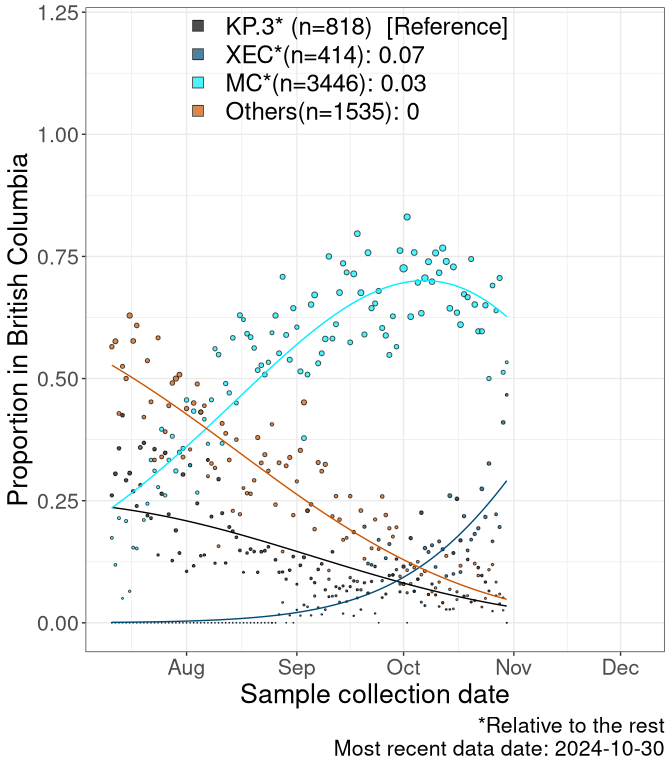 KP.3* (n=818)  [Reference]
XEC*(n=414): 0.07
MC*(n=3446): 0.03
Others(n=1535): 0
Proportion in British Columbia
1.25
1.00
0.75
0.50
0.25
0.00
Aug Sep Oct Nov Dec
Sample collection date
*Relative to the rest
Most recent data date: 2024-10-30